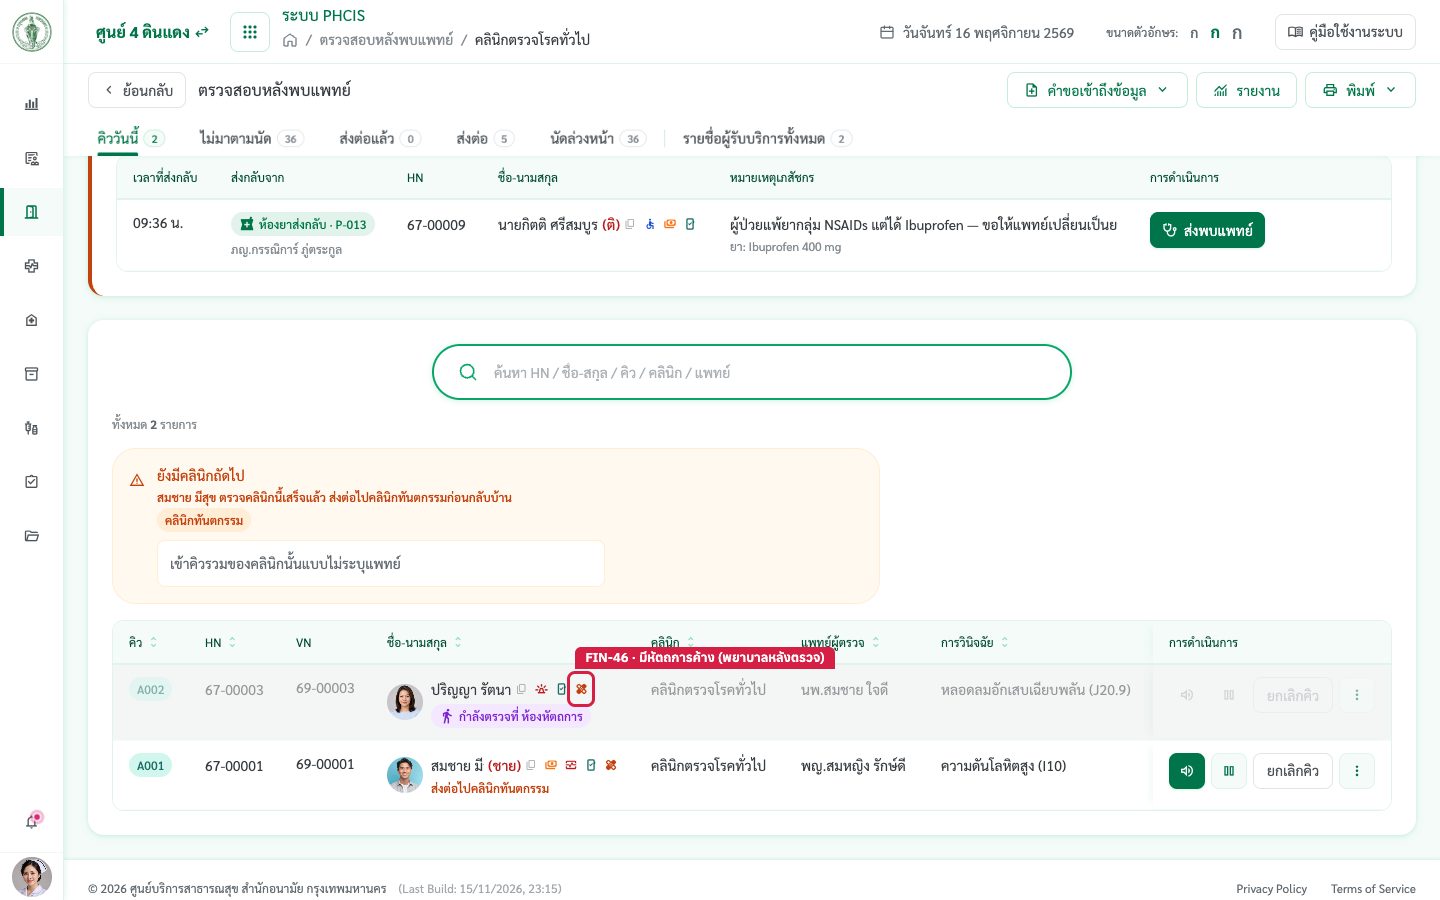 ศูนย์ 4 ดินแดง
ระบบ PHCIS
ตรวจสอบหลังพบแพทย์ / คลินิกตรวจโรคทั่วไป
วันจันทร์ 16 พฤศจิกายน 2569
ขนาดตัวอักษร: ก ก ก
คู่มือใช้งานระบบ
ย้อนกลับ
ตรวจสอบหลังพบแพทย์
คำขอเข้าถึงข้อมูล
รายงาน
พิมพ์
คิววันนี้ 2
ไม่มาตามนัด 36
ส่งต่อแล้ว 0
ส่งต่อ 5
นัดล่วงหน้า 36
รายชื่อผู้รับบริการทั้งหมด 2
เวลาที่ส่งกลับ ส่งกลับจาก HN ชื่อ-นามสกุล หมายเหตุเภสัชกร การดำเนินการ
09:36 น. ห้องยาส่งกลับ · P-013 67-00009 นายกิตติ ศรีสมบูร (ติ) ผู้ป่วยแพ้ยากลุ่ม NSAIDs แต่ได้ Ibuprofen — ขอให้แพทย์เปลี่ยนเป็นย ส่งพบแพทย์
ภญ.กรรณิการ์ ภู่ตระกูล ยา: Ibuprofen 400 mg
ค้นหา HN / ชื่อ-สกุล / คิว / คลินิก / แพทย์
ทั้งหมด 2 รายการ
ยังมีคลินิกถัดไป
สมชาย มีสุข ตรวจคลินิกนี้เสร็จแล้ว ส่งต่อไปคลินิกทันตกรรมก่อนกลับบ้าน
คลินิกทันตกรรม
เข้าคิวรวมของคลินิกนั้นแบบไม่ระบุแพทย์
คิว HN VN ชื่อ-นามสกุล คลินิก แพทย์ผู้ตรวจ การวินิจฉัย การดำเนินการ
FIN-46 · มีหัตถการค้าง (พยาบาลหลังตรวจ)
A002 67-00003 69-00003 ปริญญา รัตนา คลินิกตรวจโรคทั่วไป นพ.สมชาย ใจดี หลอดลมอักเสบเฉียบพลัน (J20.9) ยกเลิกคิว
กำลังตรวจที่ ห้องหัตถการ
A001 67-00001 69-00001 สมชาย มี (ชาย) คลินิกตรวจโรคทั่วไป พญ.สมหญิง รักษ์ดี ความดันโลหิตสูง (I10) ยกเลิกคิว
ส่งต่อไปคลินิกทันตกรรม
© 2026 ศูนย์บริการสาธารณสุข สำนักอนามัย กรุงเทพมหานคร (Last Build: 15/11/2026, 23:15)
Privacy Policy Terms of Service